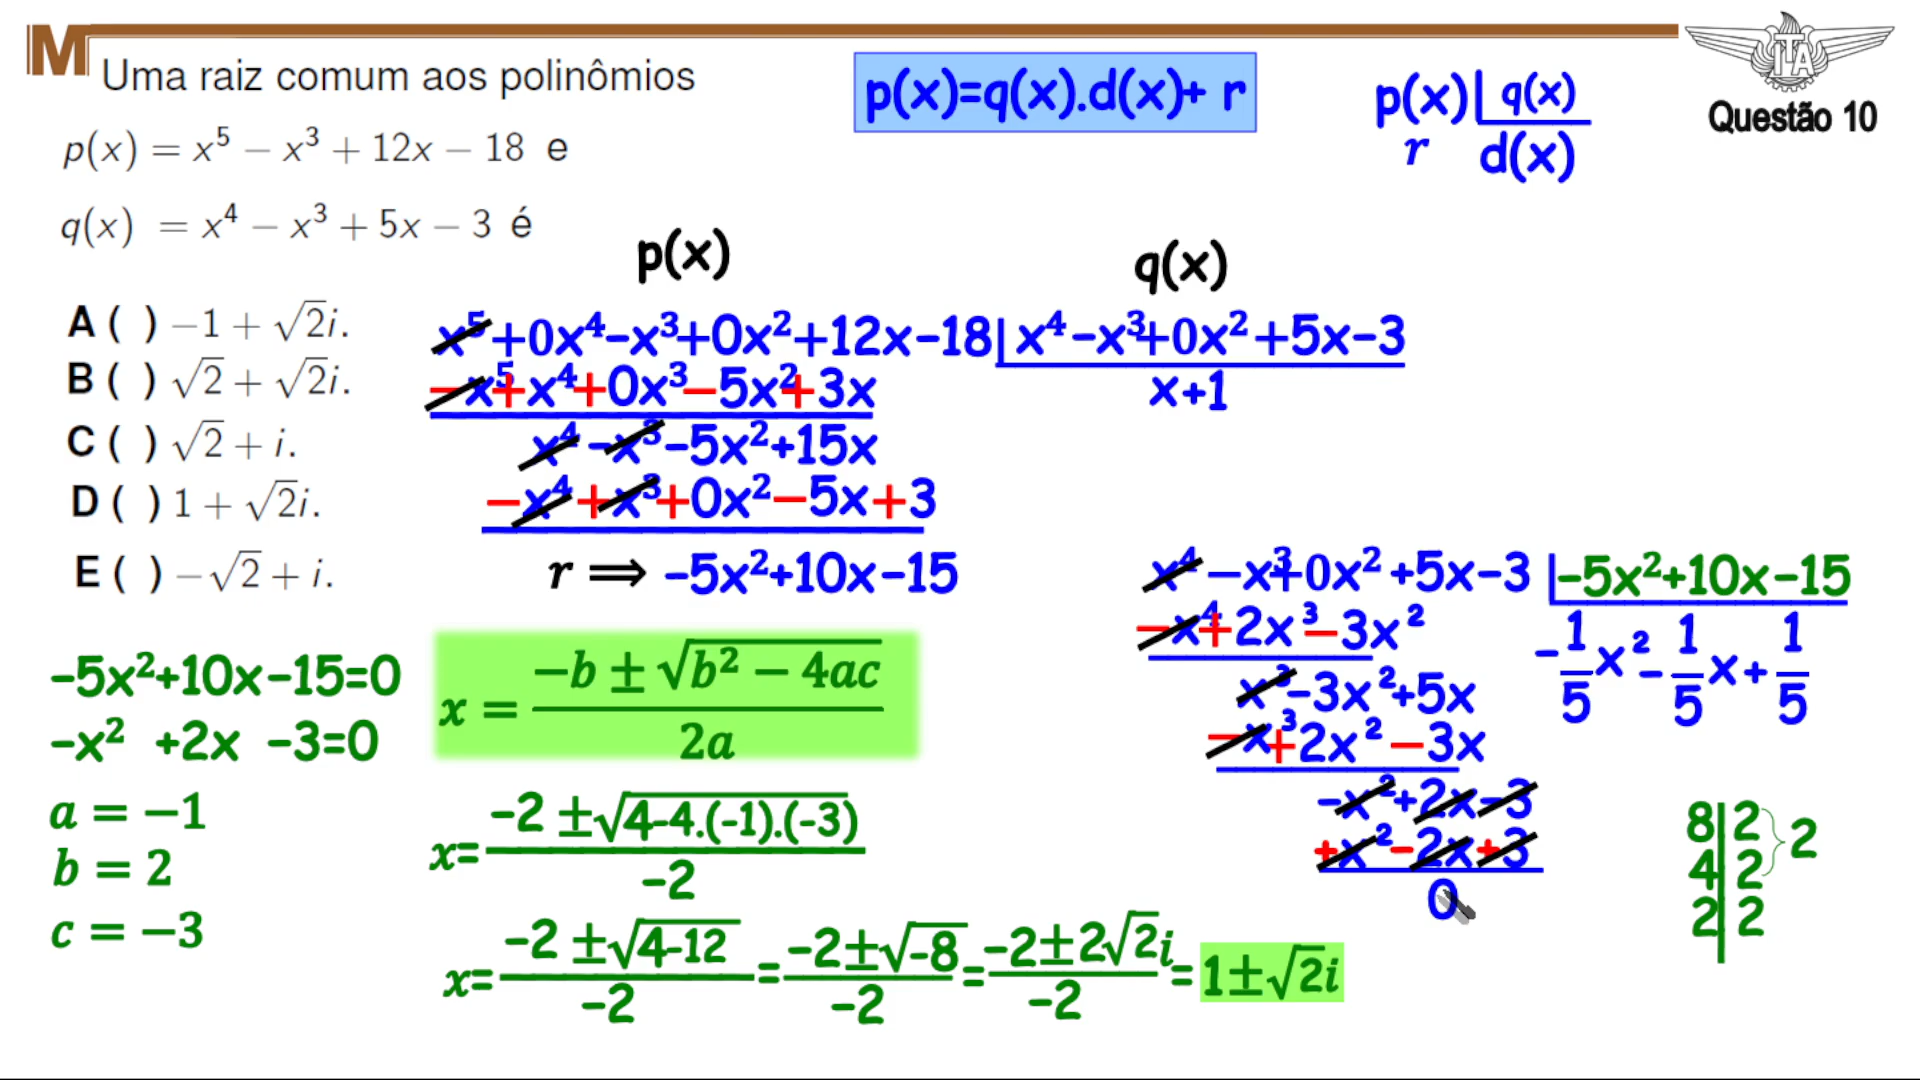 M
ITA
Questão 10
Uma raiz comum aos polinômios
p(x) = x⁵ − x³ + 12x − 18 e
q(x) = x⁴ − x³ + 5x − 3 é
A ( ) −1 + √2i.
B ( ) √2 + √2i.
C ( ) √2 + i.
D ( ) 1 + √2i.
E ( ) −√2 + i.
p(x)=q(x).d(x)+ r
p(x) | q(x)
r d(x)
p(x) q(x)
x⁵+0x⁴-x³+0x²+12x-18 | x⁴-x³+0x²+5x-3
-x⁵+x⁴+0x³-5x²+3x x+1
x⁴-x³-5x²+15x
-x⁴+x³+0x²-5x+3
r ⟹ -5x²+10x-15
x⁴-x³+0x²+5x-3 | -5x²+10x-15
-x⁴+2x³-3x² -1/5x²-1/5x+1/5
x³-3x²+5x
-x³+2x²-3x
-x²+2x-3
+x²-2x+3
0
-5x²+10x-15=0
-x² +2x -3=0
a = −1
b = 2
c = −3
x = (−b ± √(b² − 4ac))/(2a)
x= (-2 ±√(4-4.(-1).(-3)))/(-2)
x= (-2 ±√(4-12))/(-2) = (-2±√(-8))/(-2) = (-2±2√2i)/(-2) = 1±√2i
8|2
4|2 2
2|2